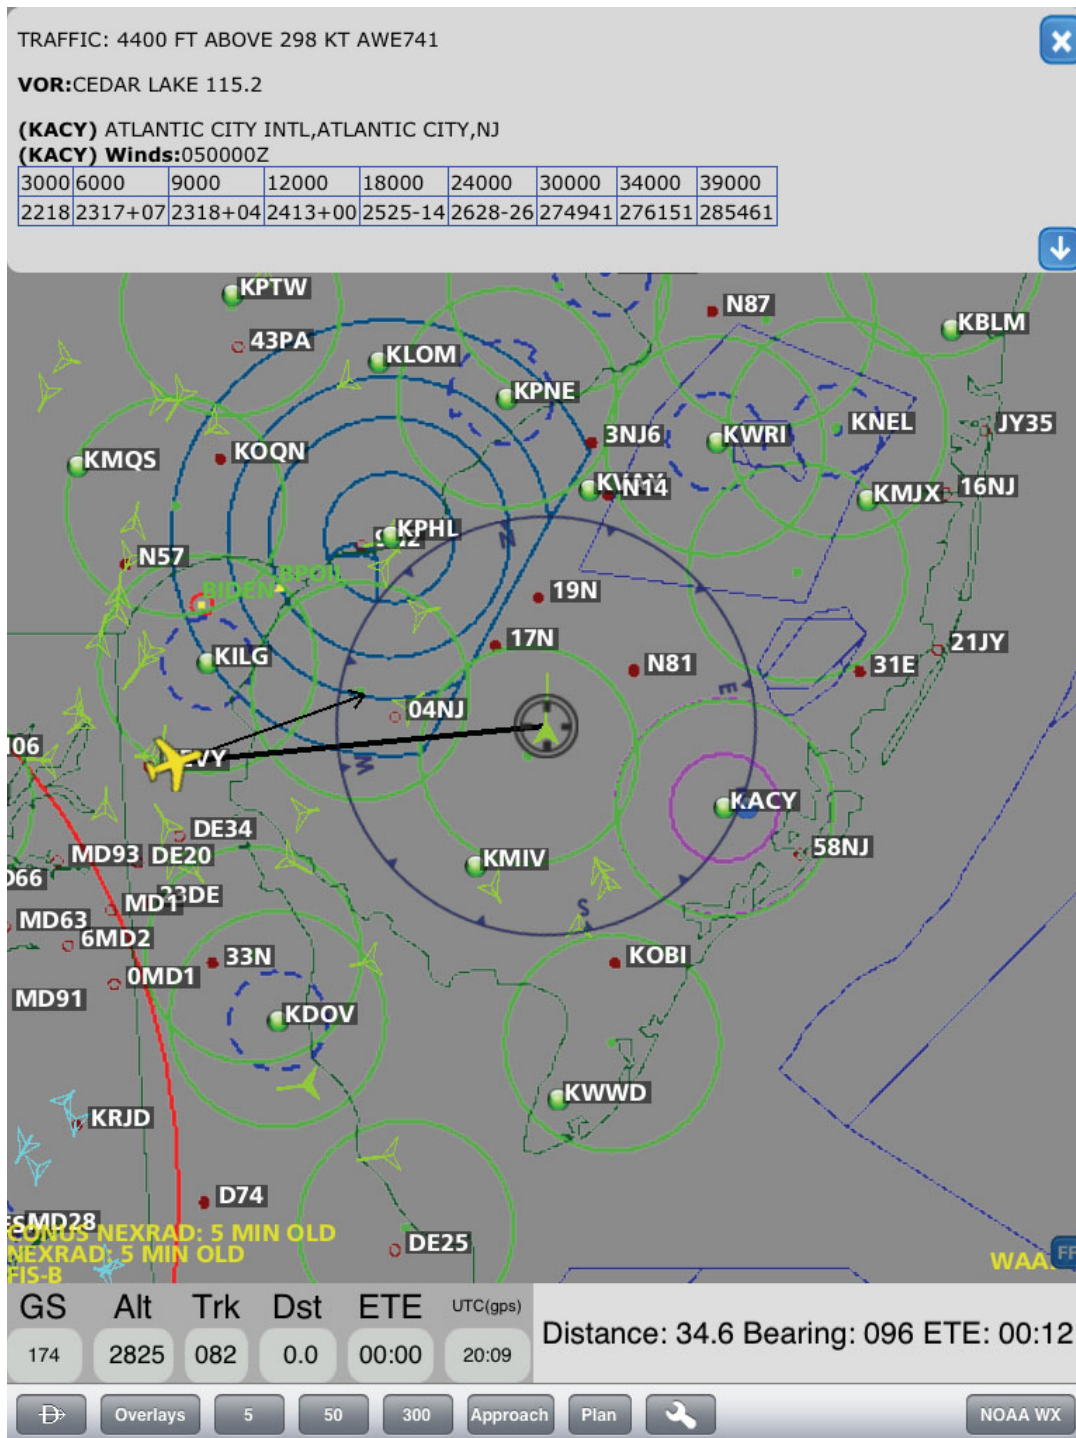 TRAFFIC: 4400 FT ABOVE 298 KT AWE741
VOR:CEDAR LAKE 115.2
(KACY) ATLANTIC CITY INTL,ATLANTIC CITY,NJ
(KACY) Winds:050000Z
3000 6000 9000 12000 18000 24000 30000 34000 39000
2218 2317+07 2318+04 2413+00 2525-14 2628-26 274941 276151 285461
KPTW
N87
KBLM
43PA
KLOM
KPNE
KWRI
KNEL
JY35
3NJ6
KOQN
KMQS
N14
KMJX
16NJ
KPHL
N
N57
BIDEN
BPOIL
19N
17N
21JY
KILG
N81
31E
E
04NJ
W
EVY
KACY
DE34
MD93
DE20
KMIV
58NJ
MD1
23DE
MD63
6MD2
S
33N
KOBI
0MD1
MD91
KDOV
KWWD
KRJD
D74
MD28
CONUS NEXRAD: 5 MIN OLD
DE25
NEXRAD: 5 MIN OLD
FIS-B
GS Alt Trk Dst ETE UTC(gps)
174 2825 082 0.0 00:00 20:09
Distance: 34.6 Bearing: 096 ETE: 00:12
D Overlays 5 50 300 Approach Plan NOAA WX